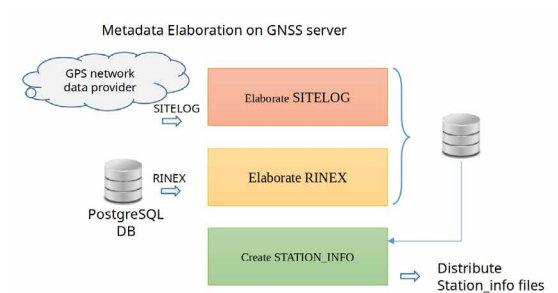 Metadata Elaboration on GNSS server
GPS network
data provider
SITELOG
Elaborate SITELOG
RINEX
Elaborate RINEX
PostgreSQL
DB
Create STATION_INFO
Distribute
Station_info files